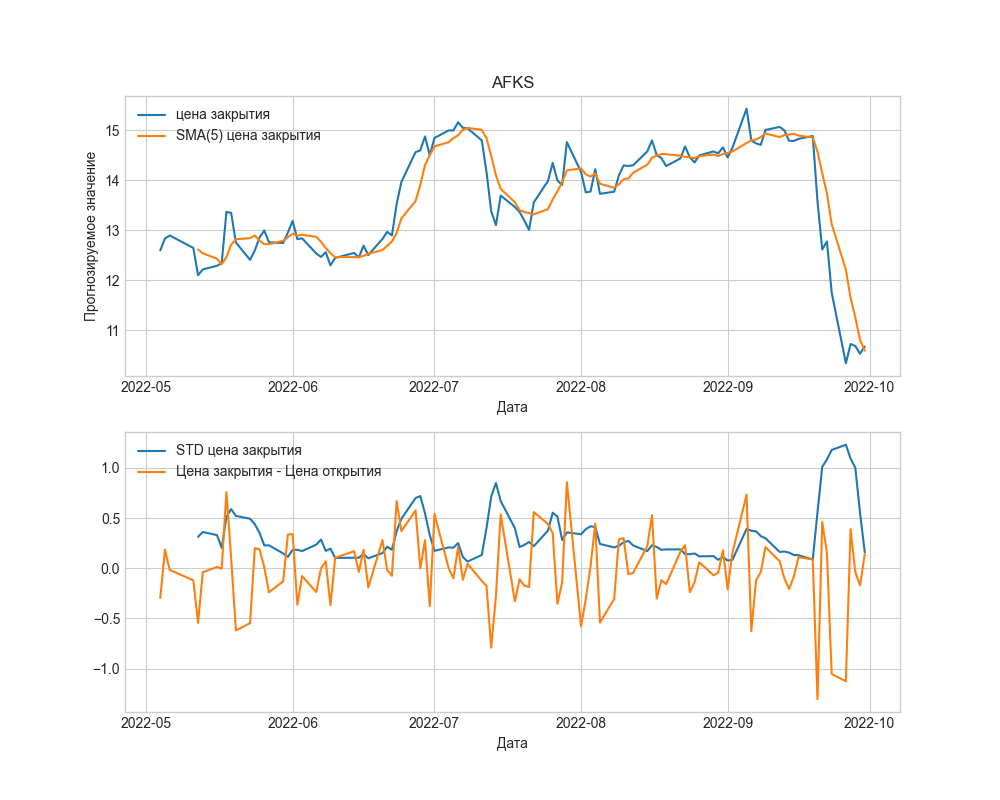 AFKS
цена закрытия
SMA(5) цена закрытия
Прогнозируемое значение
15
14
13
12
11
2022-05 2022-06 2022-07 2022-08 2022-09 2022-10
Дата
STD цена закрытия
Цена закрытия - Цена открытия
1.0
0.5
0.0
−0.5
−1.0
2022-05 2022-06 2022-07 2022-08 2022-09 2022-10
Дата